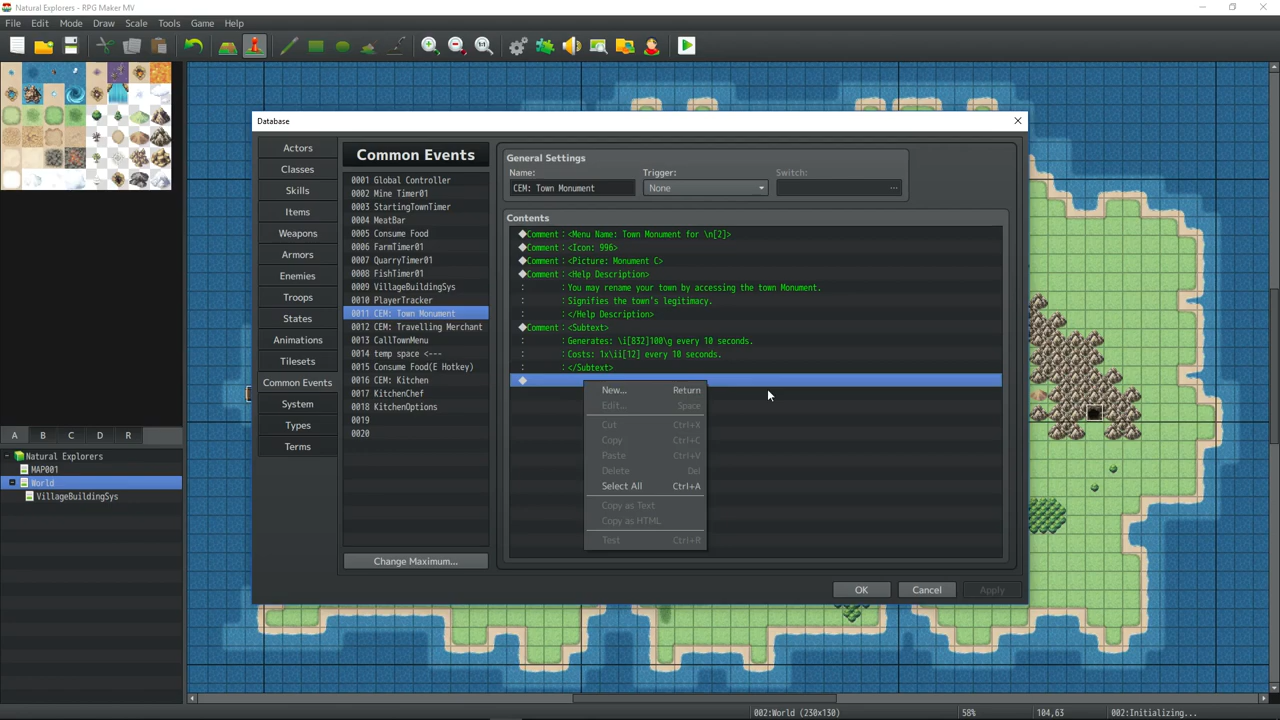 Natural Explorers - RPG Maker MV
File Edit Mode Draw Scale Tools Game Help
Database
Actors
Classes
Skills
Items
Weapons
Armors
Enemies
Troops
States
Animations
Tilesets
Common Events
System
Types
Terms
Common Events
0001 Global Controller
0002 Mine Timer01
0003 StartingTownTimer
0004 MeatBar
0005 Consume Food
0006 FarmTimer01
0007 QuarryTimer01
0008 FishTimer01
0009 VillageBuildingSys
0010 PlayerTracker
0011 CEM: Town Monument
0012 CEM: Travelling Merchant
0013 CallTownMenu
0014 temp space <---
0015 Consume Food(E Hotkey)
0016 CEM: Kitchen
0017 KitchenChef
0018 KitchenOptions
0019
0020
Change Maximum...
General Settings
Name: Trigger: Switch:
CEM: Town Monument None ...
Contents
◆Comment : <Menu Name: Town Monument for \n[2]>
◆Comment : <Icon: 996>
◆Comment : <Picture: Monument C>
◆Comment : <Help Description>
: : You may rename your town by accessing the town Monument.
: : Signifies the town's legitimacy.
: : </Help Description>
◆Comment : <Subtext>
: : Generates: \i[832]100\g every 10 seconds.
: : Costs: 1x\ii[12] every 10 seconds.
: : </Subtext>
◆
New... Return
Edit... Space
Cut Ctrl+X
Copy Ctrl+C
Paste Ctrl+V
Delete Del
Select All Ctrl+A
Copy as Text
Copy as HTML
Test Ctrl+R
OK Cancel Apply
A B C D R
Natural Explorers
MAP001
World
VillageBuildingSys
002:World (230x130) 58% 104,63 002:Initializing...